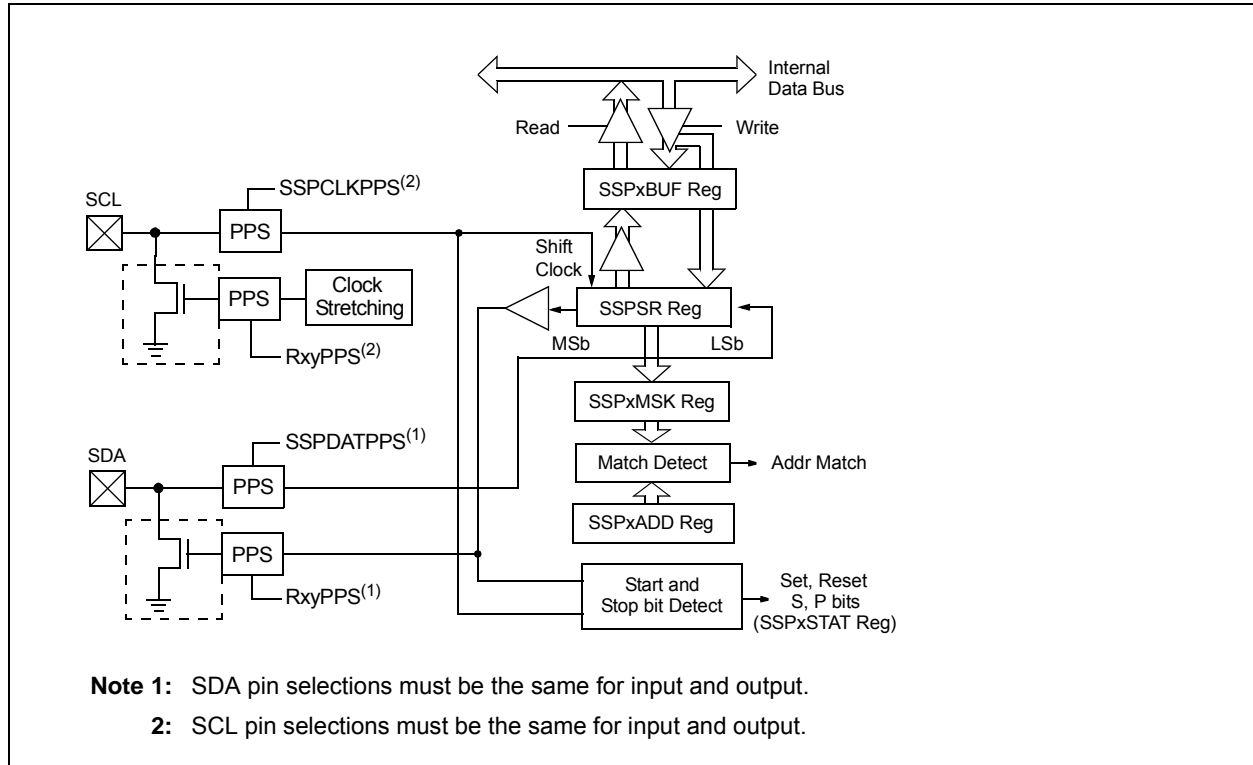 Internal
Data Bus
Read
Write
SSPxBUF Reg
SSPCLKPPS(2)
SCL
PPS
Shift
Clock
PPS
Clock
Stretching
SSPSR Reg
MSb
LSb
RxyPPS(2)
SSPxMSK Reg
SSPDATPPS(1)
SDA
PPS
Match Detect
Addr Match
SSPxADD Reg
PPS
RxyPPS(1)
Start and
Stop bit Detect
Set, Reset
S, P bits
(SSPxSTAT Reg)
Note 1: SDA pin selections must be the same for input and output.
2: SCL pin selections must be the same for input and output.